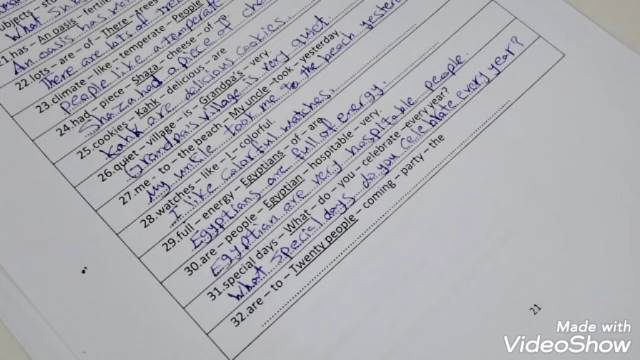 What
21.has – An oasis – fertile
An oasis has
22.lots – are – of – There –
There are lots of
23.climate – like – temperate – People
People like a temperate
24.had – piece – Shaza – cheese – of – a
Shaza had a piece of
25.cookies – Kahk – delicious – are
Kahk are delicious cookies.
26.quiet – village – is – Grandpa's – very.
Grandpa's village is very quiet.
27.me – to – the beach – My uncle –took – yesterday.
My uncle took me to the beach yesterday
28.watches – like – I – colorful.
I like colorful watches.
29.full – energy – Egyptians – of – are
Egyptians are full of energy.
30.are – people – Egyptian – hospitable – very.
Egyptian are very hospitable people.
31.special days – What – do – you – celebrate –every year?
What special days do you celebrate every year?
32.are – to – Twenty people – coming – party – the
21
Made with
VideoShow